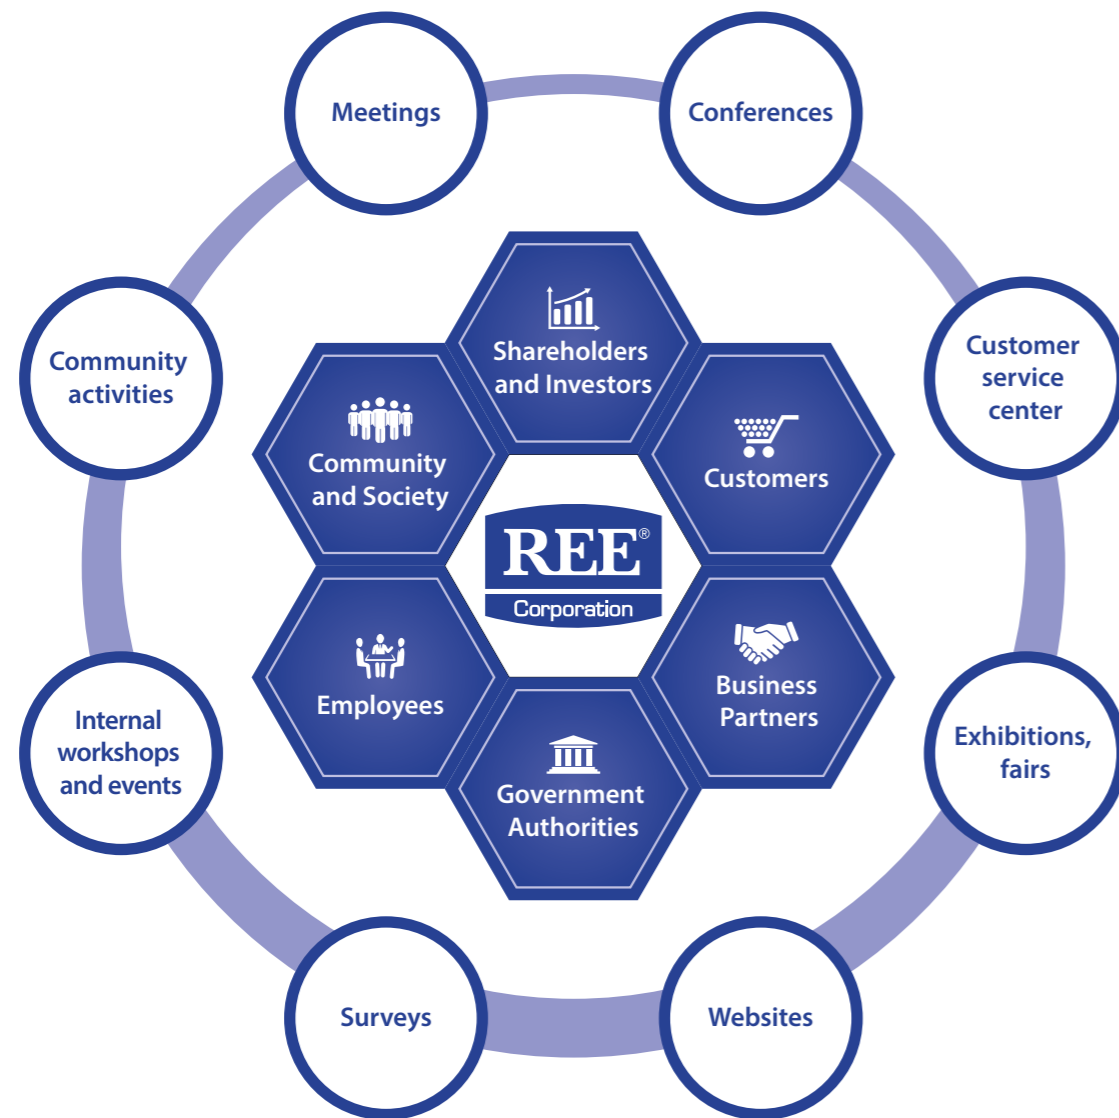 Meetings
Conferences
Community
activities
Customer
service
center
Shareholders
and Investors
Community
and Society
Customers
REE®
Corporation
Employees
Business
Partners
Government
Authorities
Internal
workshops
and events
Exhibitions,
fairs
Surveys
Websites